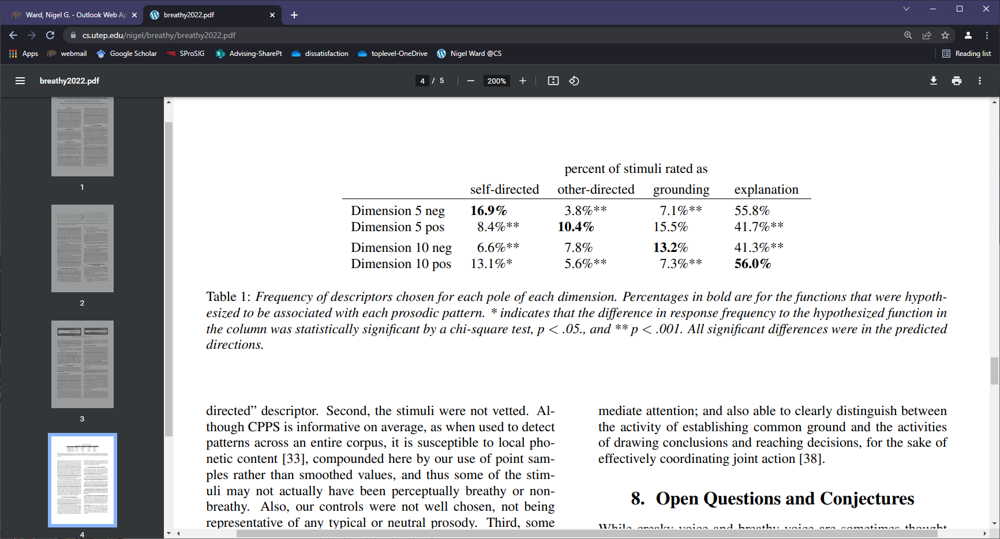 Ward, Nigel G. - Outlook Web Ap
breathy2022.pdf
cs.utep.edu/nigel/breathy/breathy2022.pdf
Apps webmail Google Scholar SProSIG Advising-SharePt dissatisfaction toplevel-OneDrive Nigel Ward @CS Reading list
breathy2022.pdf 4 / 5 200%
1
2
3
4
percent of stimuli rated as
self-directed other-directed grounding explanation
Dimension 5 neg 16.9% 3.8%** 7.1%** 55.8%
Dimension 5 pos 8.4%** 10.4% 15.5% 41.7%**
Dimension 10 neg 6.6%** 7.8% 13.2% 41.3%**
Dimension 10 pos 13.1%* 5.6%** 7.3%** 56.0%
Table 1: Frequency of descriptors chosen for each pole of each dimension. Percentages in bold are for the functions that were hypoth-
esized to be associated with each prosodic pattern. * indicates that the difference in response frequency to the hypothesized function in
the column was statistically significant by a chi-square test, p < .05., and ** p < .001. All significant differences were in the predicted
directions.
directed” descriptor. Second, the stimuli were not vetted. Al-
though CPPS is informative on average, as when used to detect
patterns across an entire corpus, it is susceptible to local pho-
netic content [33], compounded here by our use of point sam-
ples rather than smoothed values, and thus some of the stim-
uli may not actually have been perceptually breathy or non-
breathy. Also, our controls were not well chosen, not being
representative of any typical or neutral prosody. Third, some
mediate attention; and also able to clearly distinguish between
the activity of establishing common ground and the activities
of drawing conclusions and reaching decisions, for the sake of
effectively coordinating joint action [38].
8. Open Questions and Conjectures
While creaky voice and breathy voice are sometimes thought